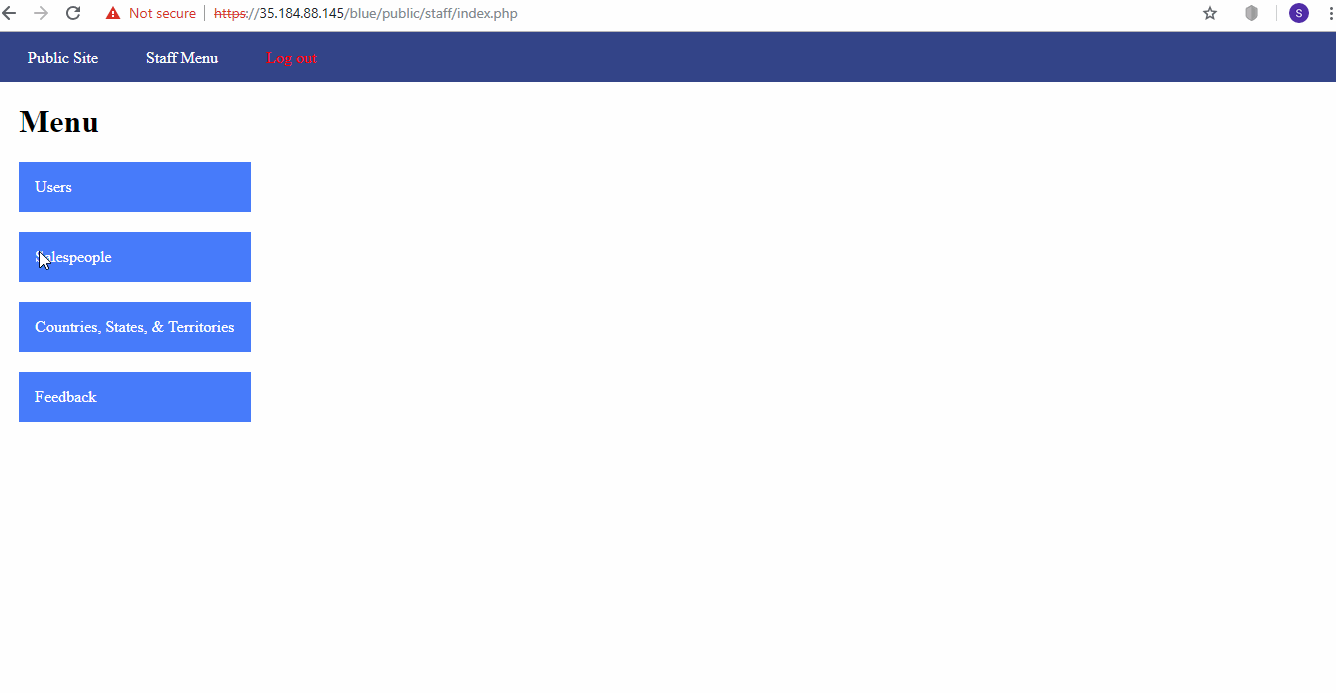 Not secure https://35.184.88.145/blue/public/staff/index.php S
Public Site Staff Menu Log out
Menu
Users
Salespeople
Countries, States, & Territories
Feedback